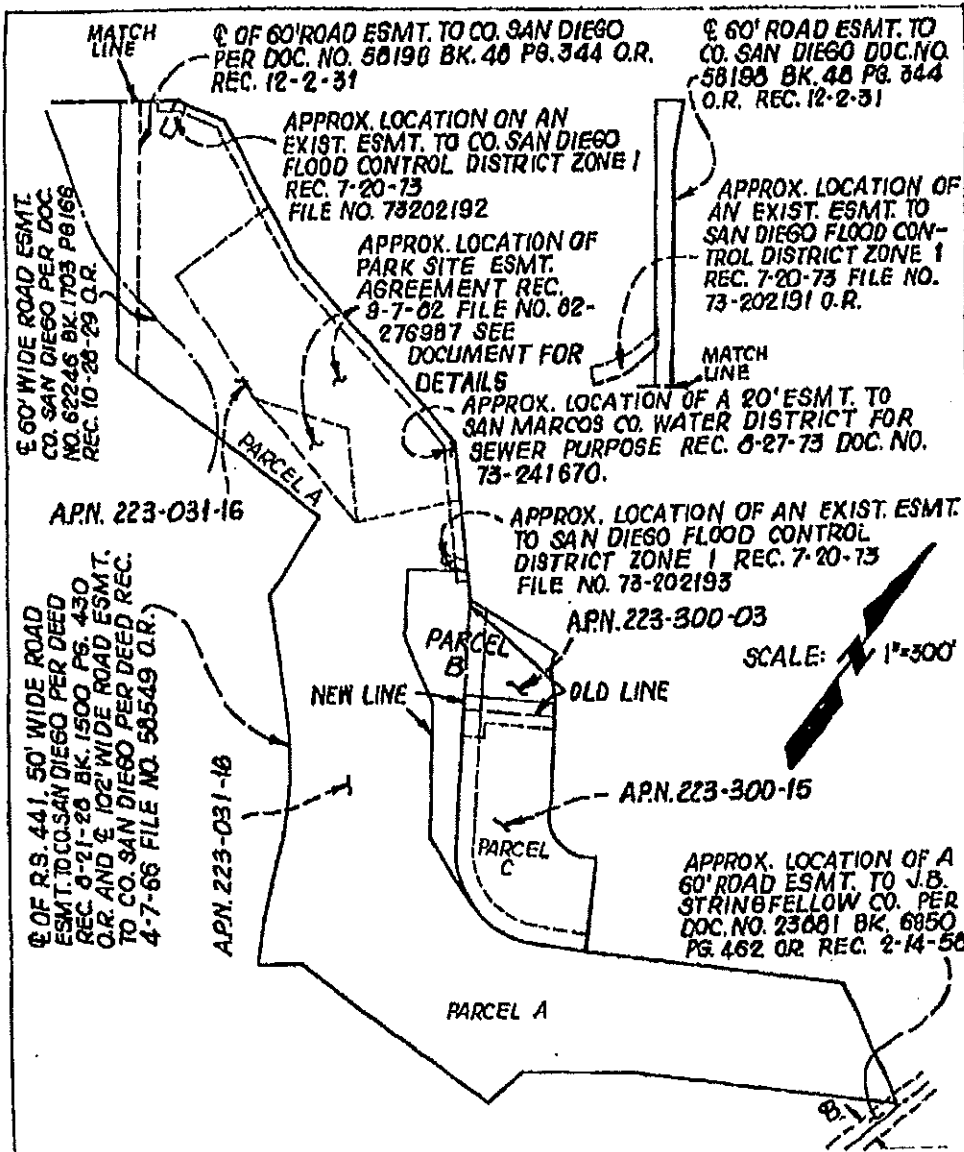 MATCH
LINE
℄ OF 60' ROAD ESMT. TO CO. SAN DIEGO
PER DOC. NO. 58198 BK. 48 PG. 344 O.R.
REC. 12-2-31
℄ 60' ROAD ESMT. TO
CO. SAN DIEGO DOC. NO.
58198 BK. 48 PG. 344
O.R. REC. 12-2-31
APPROX. LOCATION ON AN
EXIST. ESMT. TO CO. SAN DIEGO
FLOOD CONTROL DISTRICT ZONE 1
REC. 7-20-73
FILE NO. 73202192
APPROX. LOCATION OF
AN EXIST. ESMT. TO
SAN DIEGO FLOOD CON-
TROL DISTRICT ZONE 1
REC. 7-20-73 FILE NO.
73-202191 O.R.
℄ 60' WIDE ROAD ESMT.
CO. SAN DIEGO PER DOC.
NO. 62246 BK. 1703 PG 166
REC. 10-28-29 O.R.
APPROX. LOCATION OF
PARK SITE ESMT.
AGREEMENT REC.
9-7-82 FILE NO. 82-
276987 SEE
DOCUMENT FOR
DETAILS
MATCH
LINE
APPROX. LOCATION OF A 20' ESMT. TO
SAN MARCOS CO. WATER DISTRICT FOR
SEWER PURPOSE REC. 8-27-73 DOC. NO.
73-241670.
PARCEL A
A.P.N. 223-031-16
APPROX. LOCATION OF AN EXIST. ESMT.
TO SAN DIEGO FLOOD CONTROL
DISTRICT ZONE 1 REC. 7-20-73
FILE NO. 73-202193
A.P.N. 223-300-03
PARCEL
B
SCALE: 1"=300'
NEW LINE
OLD LINE
℄ OF R.S. 441, 50' WIDE ROAD
ESMT. TO CO. SAN DIEGO PER DEED
REC. 8-21-28 BK. 1500 PG. 430
O.R. AND ℄ 102' WIDE ROAD ESMT.
TO CO. SAN DIEGO PER DEED REC.
4-7-66 FILE NO. 58549 O.R.
A.P.N. 223-031-16
A.P.N. 223-300-15
PARCEL
C
APPROX. LOCATION OF A
60' ROAD ESMT. TO J.B.
STRINGFELLOW CO. PER
DOC. NO. 23881 BK. 6950
PG. 462 O.R. REC. 2-14-58
PARCEL A